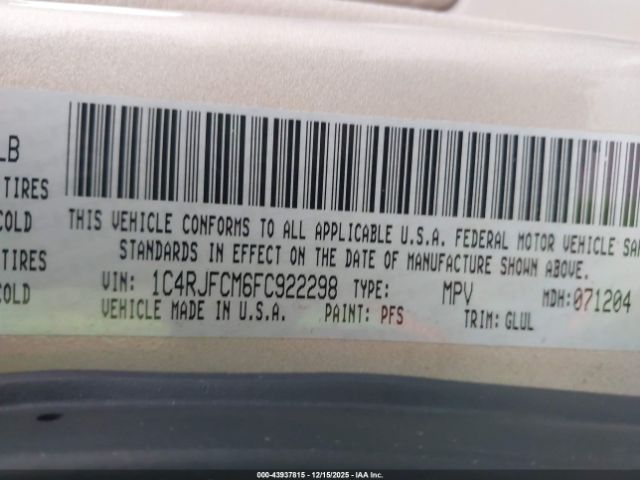 LB
TIRES
COLD
TIRES
COLD
THIS VEHICLE CONFORMS TO ALL APPLICABLE U.S.A. FEDERAL MOTOR VEHICLE SA
STANDARDS IN EFFECT ON THE DATE OF MANUFACTURE SHOWN ABOVE.
VIN: 1C4RJFCM6FC922298 TYPE: MPV MDH: 071204
VEHICLE MADE IN U.S.A. PAINT: PFS TRIM: GLUL
000-43937815 - 12/15/2025 - IAA Inc.